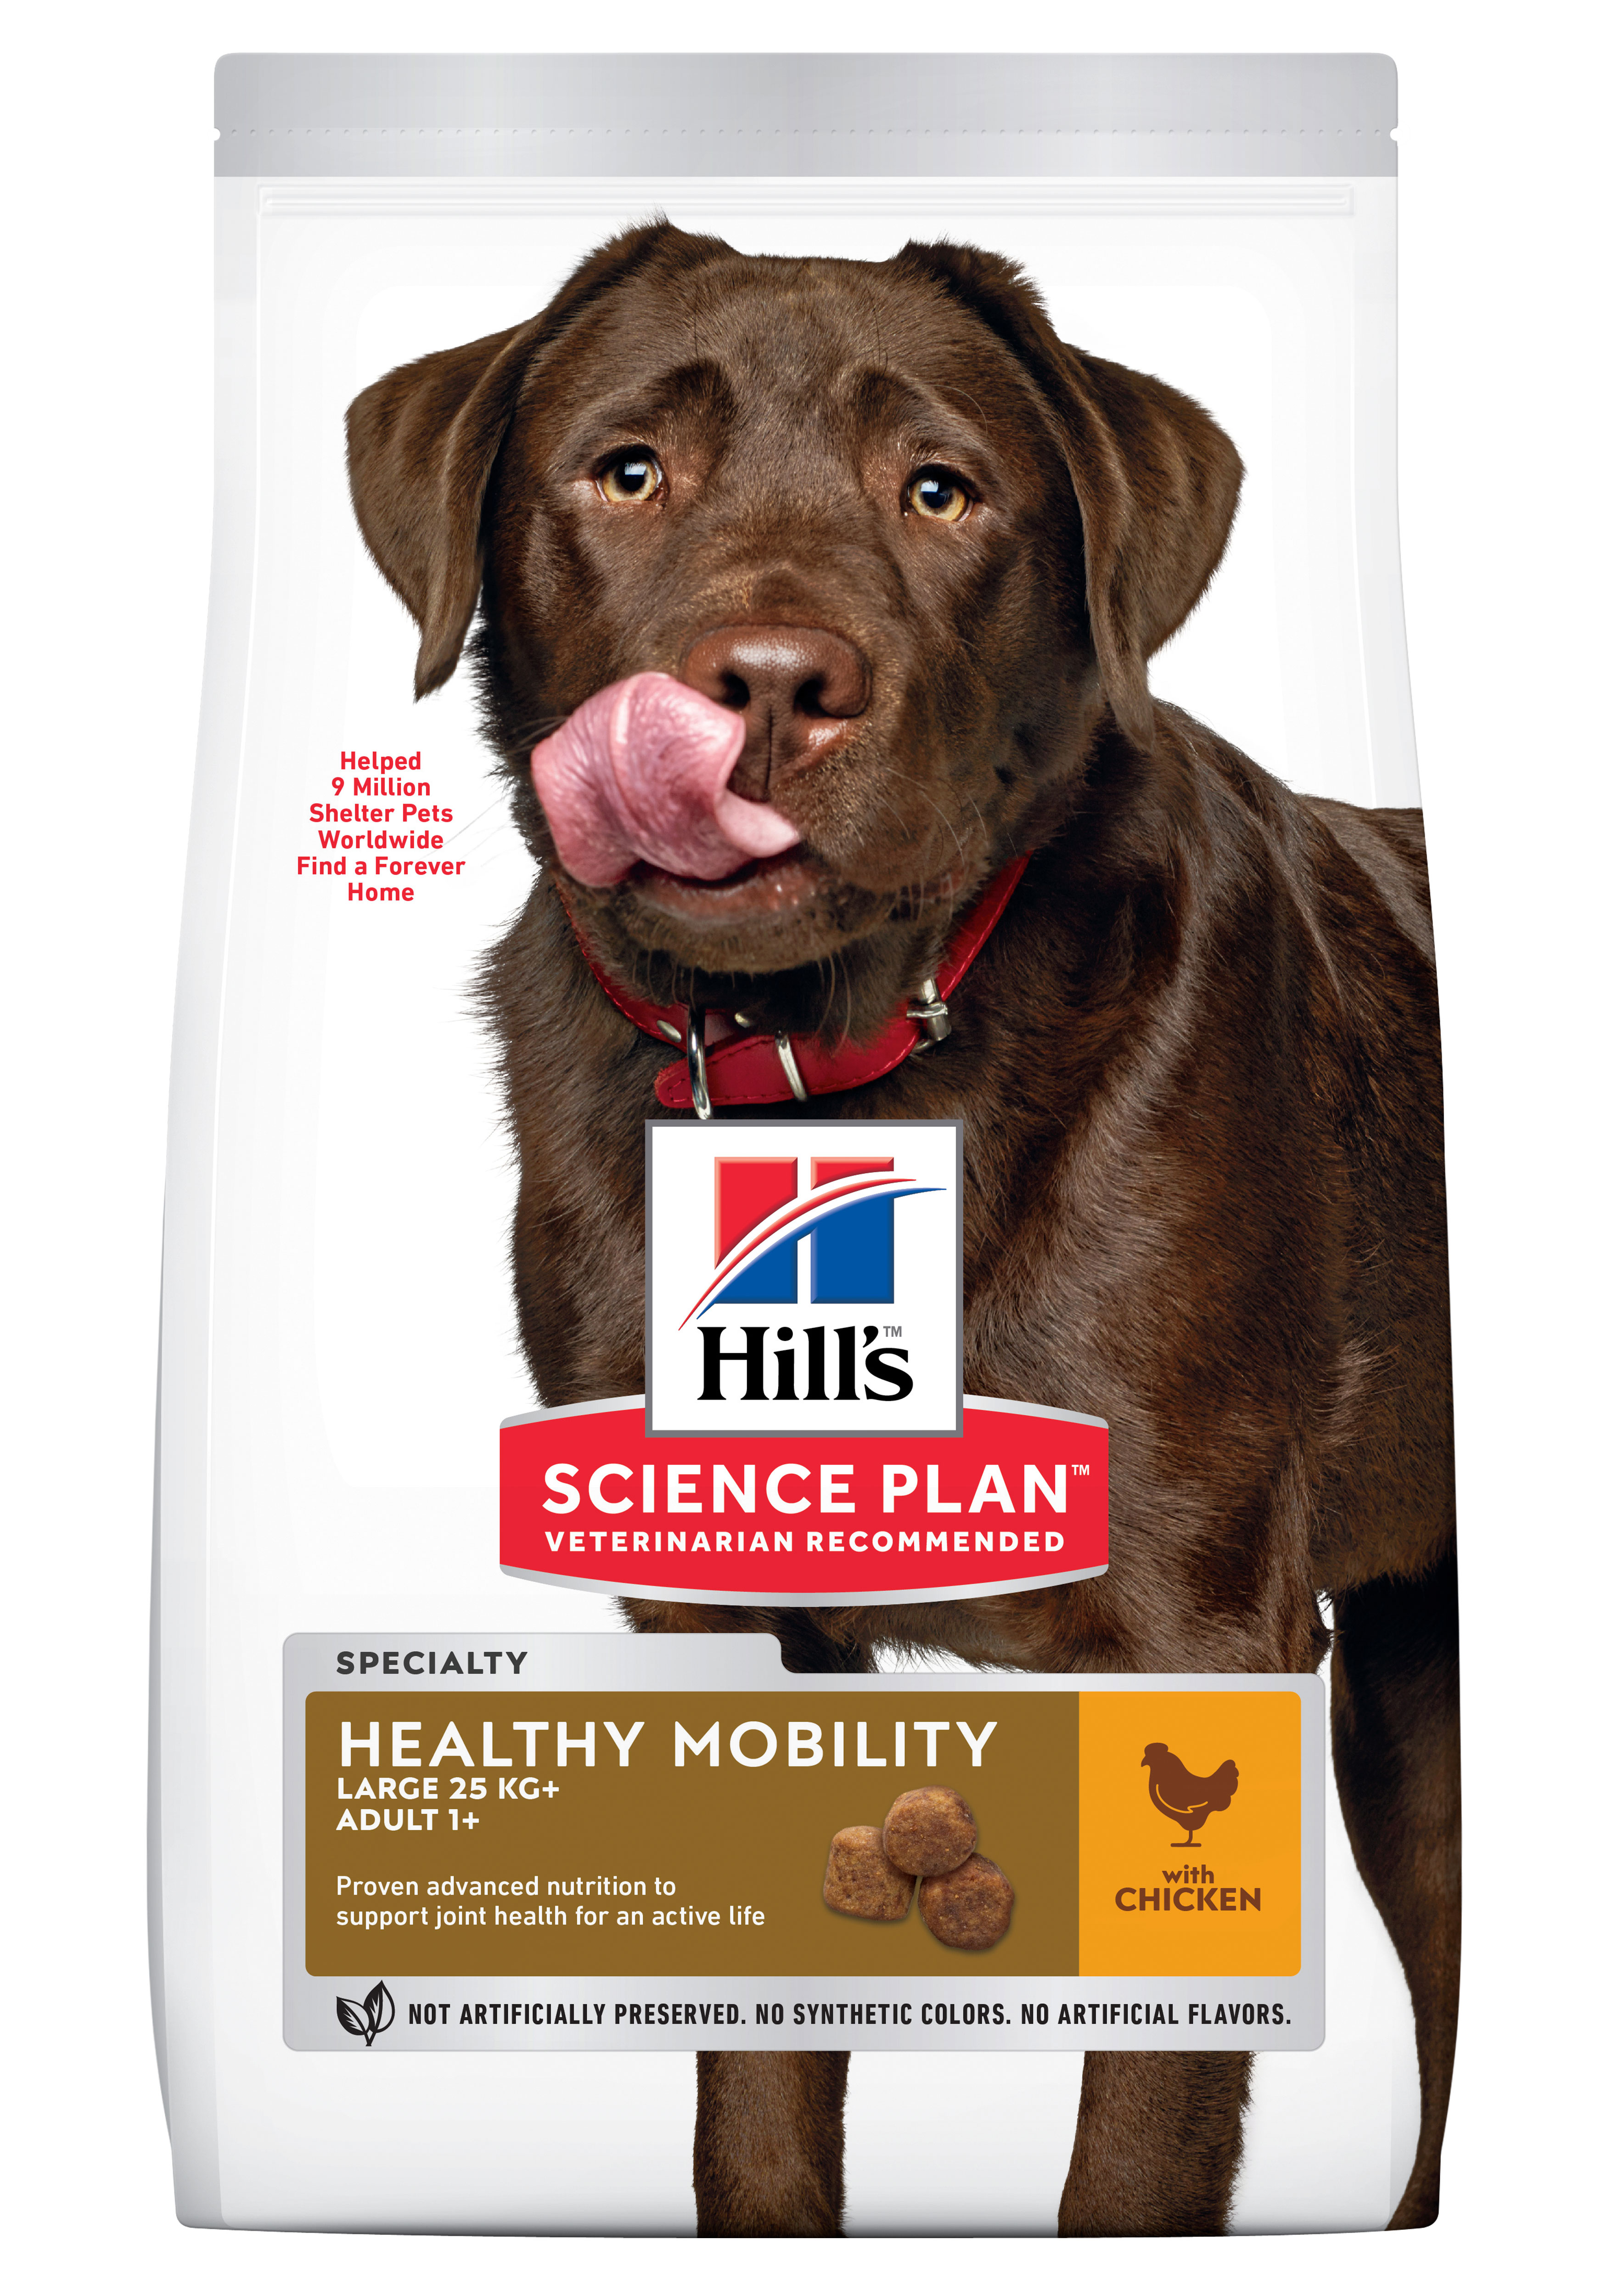 Helped
9 Million
Shelter Pets
Worldwide
Find a Forever
Home
Hill's™
SCIENCE PLAN™
VETERINARIAN RECOMMENDED
SPECIALTY
HEALTHY MOBILITY
LARGE 25 KG+
ADULT 1+
Proven advanced nutrition to
support joint health for an active life
with
CHICKEN
NOT ARTIFICIALLY PRESERVED. NO SYNTHETIC COLORS. NO ARTIFICIAL FLAVORS.